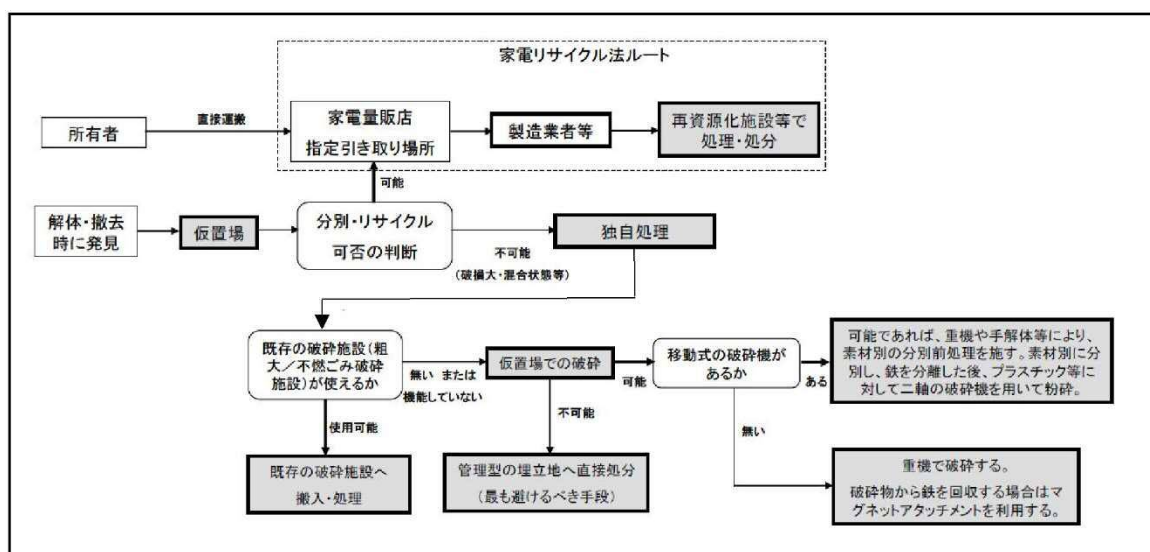 家電リサイクル法ルート
所有者
直接運搬
家電量販店
指定引き取り場所
製造業者等
再資源化施設等で
処理・処分
可能
解体・撤去
時に発見
仮置場
分別・リサイクル
可否の判断
不可能
(破損大・混合状態等)
独自処理
既存の破砕施設(粗
大/不燃ごみ破砕
施設)が使えるか
無い または
機能していない
仮置場での破砕
可能
移動式の破砕機が
あるか
ある
可能であれば、重機や手解体等により、
素材別の分別前処理を施す。素材別に分
別し、鉄を分離した後、プラスチック等に
対して二軸の破砕機を用いて粉砕。
使用可能
不可能
無い
既存の破砕施設へ
搬入・処理
管理型の埋立地へ直接処分
(最も避けるべき手段)
重機で破砕する。
破砕物から鉄を回収する場合はマ
グネットアタッチメントを利用する。